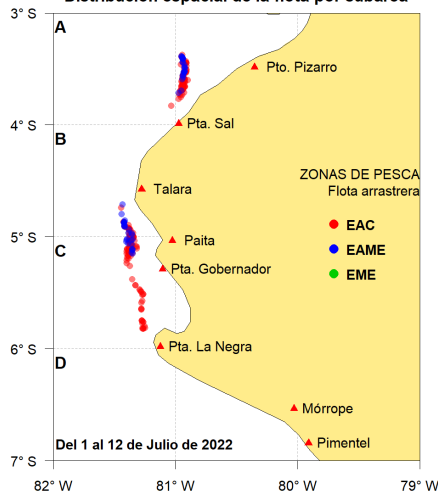 Distribución espacial de la flota por subárea
3° S
A
Pto. Pizarro
4° S
Pta. Sal
B
ZONAS DE PESCA
Flota arrastrera
Talara
EAC
5° S
Paita
EAME
C
Pta. Gobernador
EME
6° S
Pta. La Negra
D
Mórrope
Del 1 al 12 de Julio de 2022
Pimentel
7° S
82° W
81° W
80° W
79° W